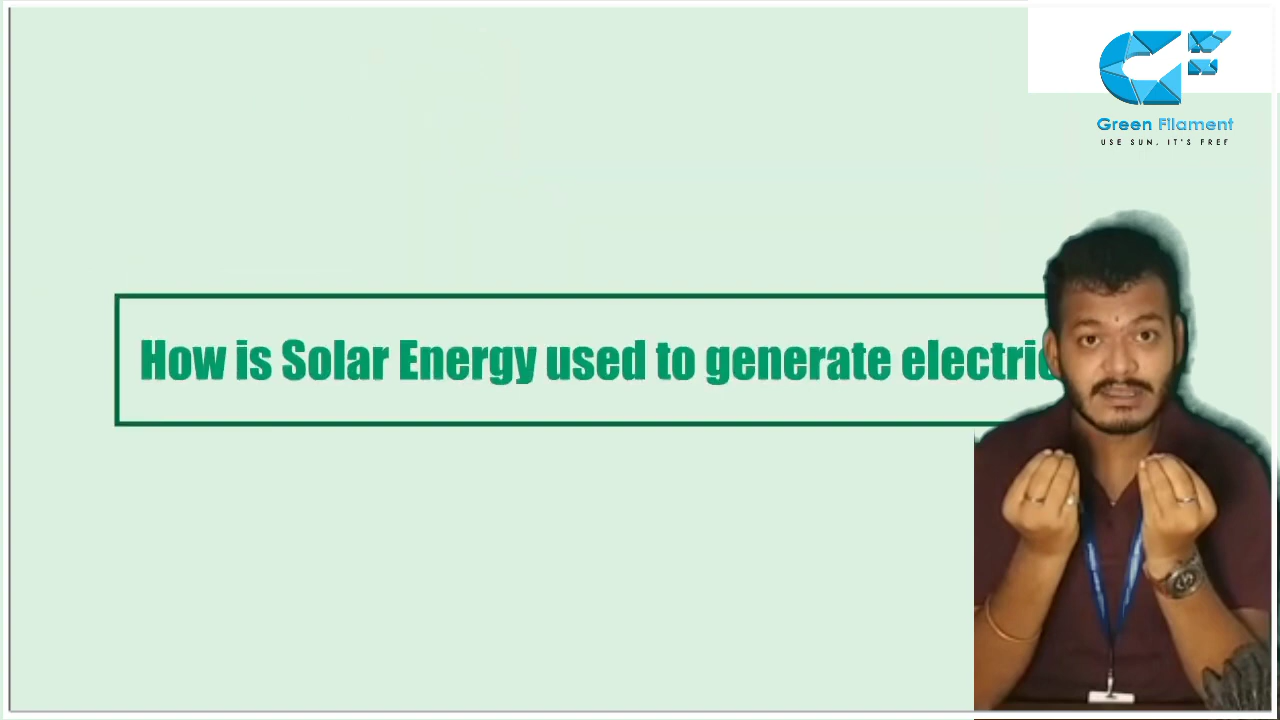 Green Filament
USE SUN, IT'S FREE
How is Solar Energy used to generate electric